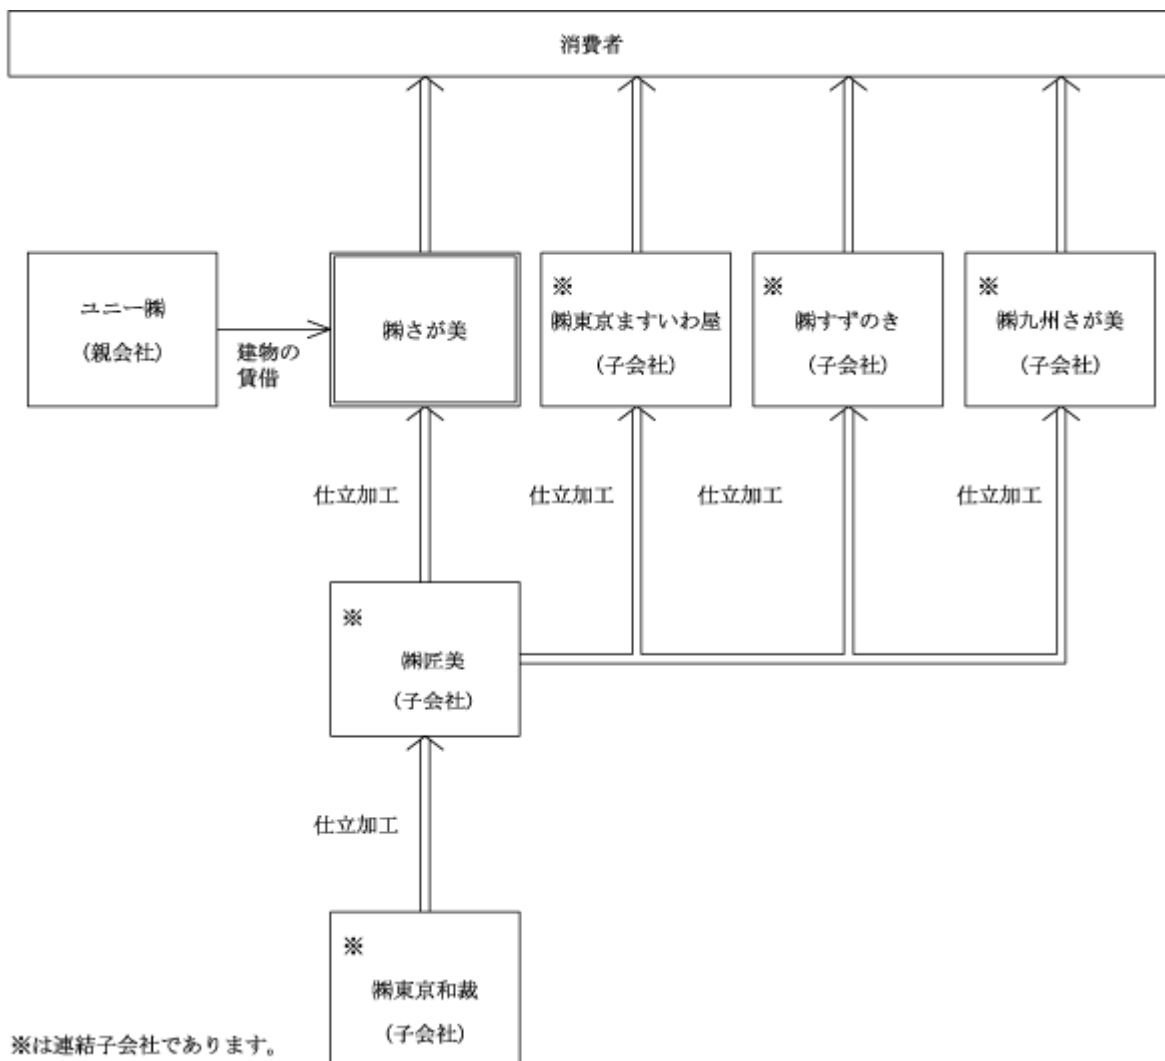 消費者
ユニー㈱
(親会社)
建物の
賃借
㈱さが美
※
㈱東京ますいわ屋
(子会社)
※
㈱すずのき
(子会社)
※
㈱九州さが美
(子会社)
仕立加工
仕立加工
仕立加工
仕立加工
※
㈱匠美
(子会社)
仕立加工
※
㈱東京和裁
(子会社)
※は連結子会社であります。